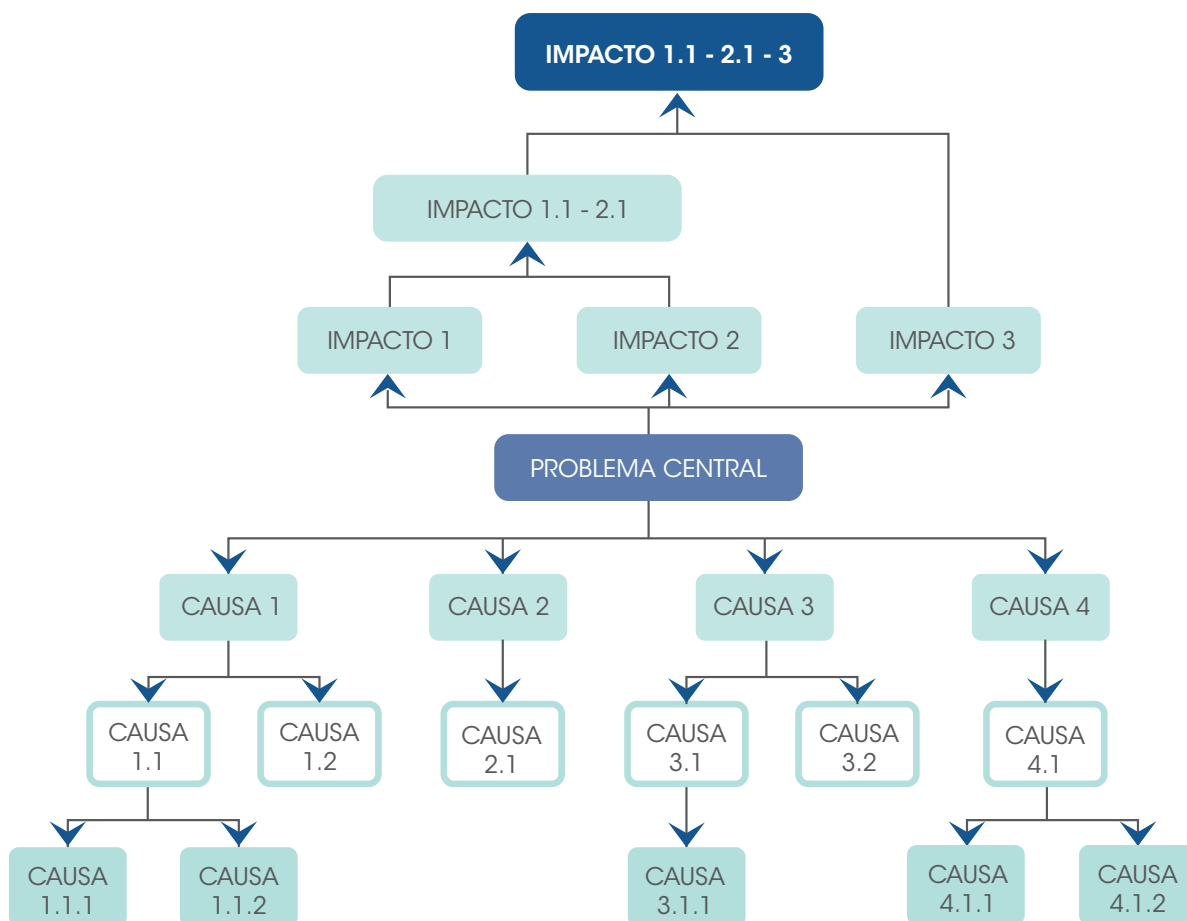 IMPACTO 1.1 - 2.1 - 3
IMPACTO 1.1 - 2.1
IMPACTO 1
IMPACTO 2
IMPACTO 3
PROBLEMA CENTRAL
CAUSA 1
CAUSA 2
CAUSA 3
CAUSA 4
CAUSA
1.1
CAUSA
1.2
CAUSA
2.1
CAUSA
3.1
CAUSA
3.2
CAUSA
4.1
CAUSA
1.1.1
CAUSA
1.1.2
CAUSA
3.1.1
CAUSA
4.1.1
CAUSA
4.1.2